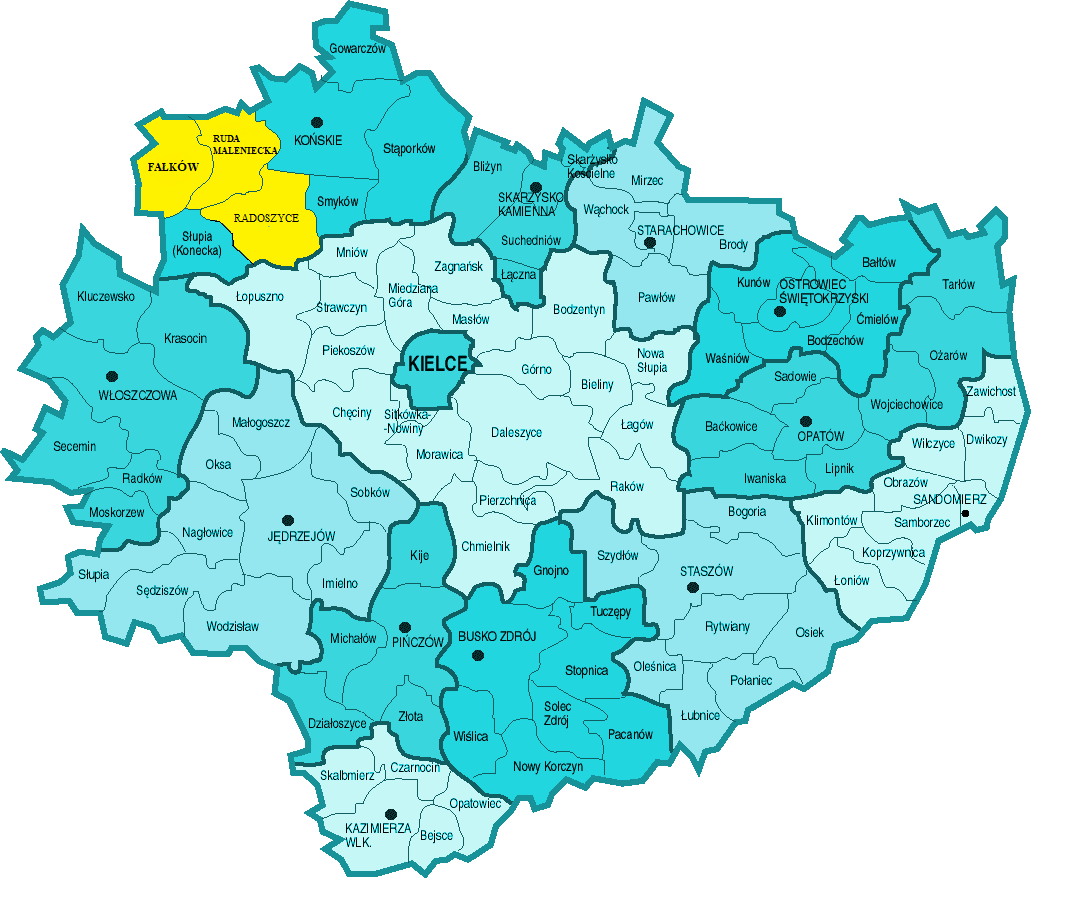 Gowarczów
KOŃSKIE
Stąporków
RUDA
MALENIECKA
FAŁKÓW
RADOSZYCE
Smyków
Słupia
(Konecka)
Bliżyn
Skarżysko
Kościelne
SKARŻYSKO
KAMIENNA
Suchedniów
Łączna
Mirzec
Wąchock
STARACHOWICE
Brody
Pawłów
Kunów
OSTROWIEC
ŚWIĘTOKRZYSKI
Bałtów
Ćmielów
Bodzechów
Waśniów
Tarłów
Ożarów
Sadowie
Wojciechowice
Baćkowice
OPATÓW
Iwaniska
Lipnik
Zawichost
Dwikozy
Wilczyce
Obrazów
SANDOMIERZ
Klimontów
Samborzec
Koprzywnca
Łoniów
Mniów
Zagnańsk
Łopuszno
Strawczyn
Miedziana
Góra
Masłów
Bodzentyn
Piekoszów
KIELCE
Górno
Bieliny
Nowa
Słupia
Chęciny
Sitkówka-
-Nowiny
Daleszyce
Łagów
Morawica
Pierzchnica
Raków
Chmielnik
Kluczewsko
Krasocin
WŁOSZCZOWA
Secemin
Radków
Moskorzew
Małogoszcz
Oksa
Sobków
Nagłowice
JĘDRZEJÓW
Słupia
Sędziszów
Imielno
Wodzisław
Kije
Michałów
PIŃCZÓW
Działoszyce
Złota
Gnojno
BUSKO ZDRÓJ
Tuczępy
Stopnica
Solec
Zdrój
Wiślica
Pacanów
Nowy Korczyn
Bogoria
Szydłów
STASZÓW
Rytwiany
Osiek
Oleśnica
Połaniec
Łubnice
Skalbmierz
Czarnocin
Opatowiec
KAZIMIERZA
WLK.
Bejsce